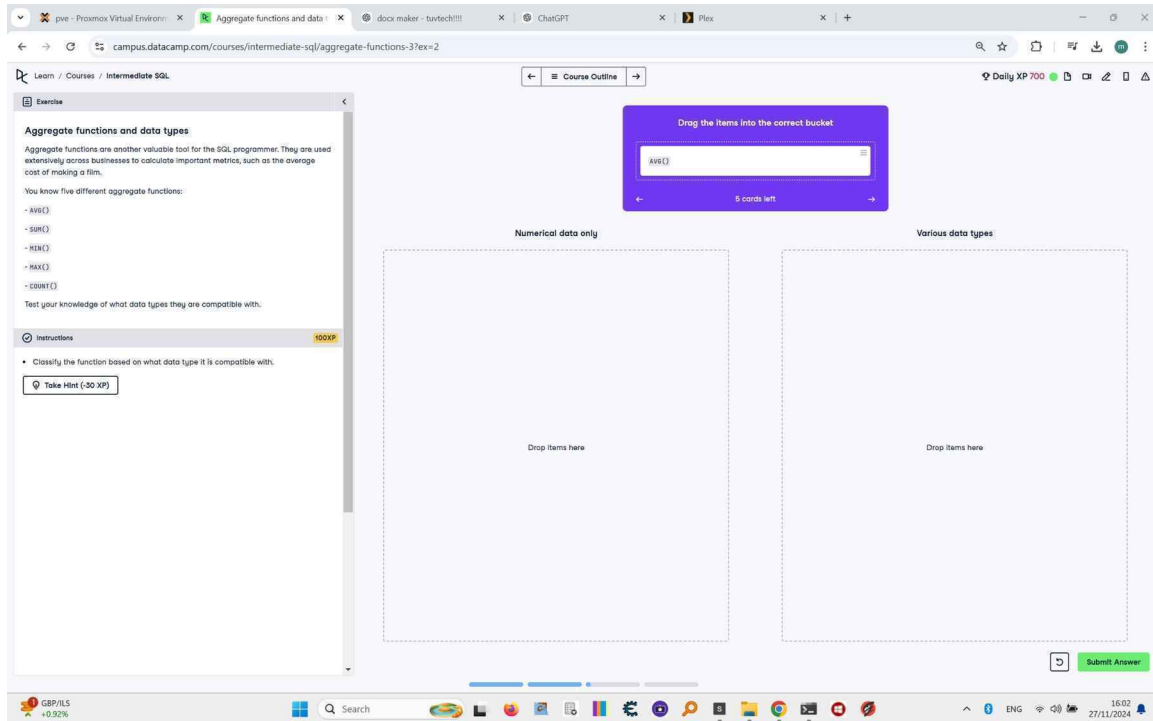 pve - Proxmox Virtual Environm
Aggregate functions and data t
docx maker - tuvtech!!!!
ChatGPT
Plex
campus.datacamp.com/courses/intermediate-sql/aggregate-functions-3?ex=2
m
Learn / Courses / Intermediate SQL
Course Outline
Daily XP 700
Exercise
Aggregate functions and data types
Aggregate functions are another valuable tool for the SQL programmer. They are used
extensively across businesses to calculate important metrics, such as the average
cost of making a film.
You know five different aggregate functions:
- AVG()
- SUM()
- MIN()
- MAX()
- COUNT()
Test your knowledge of what data types they are compatible with.
Instructions
100XP
• Classify the function based on what data type it is compatible with.
Take Hint (-30 XP)
Drag the items into the correct bucket
AVG()
5 cards left
Numerical data only
Various data types
Drop items here
Drop items here
Submit Answer
GBP/ILS
+0.92%
Search
ENG
16:02
27/11/2024